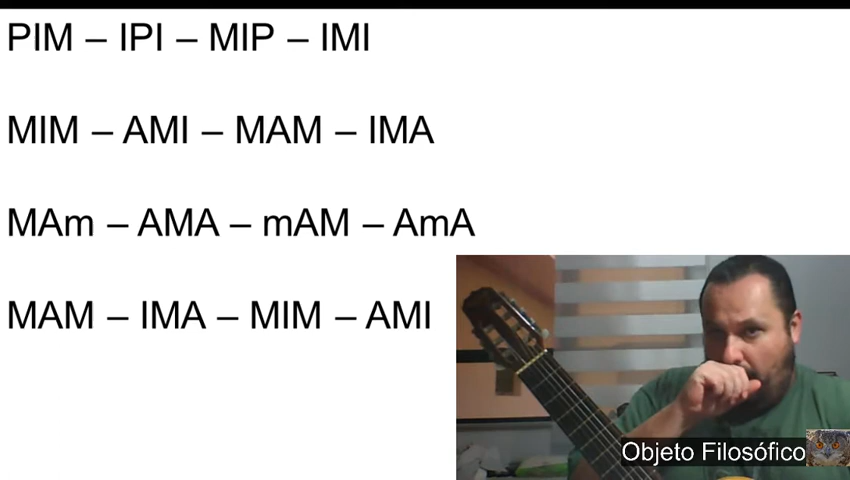 PIM – IPI – MIP – IMI
MIM – AMI – MAM – IMA
MAm – AMA – mAM – AmA
MAM – IMA – MIM – AMI
Objeto Filosófico